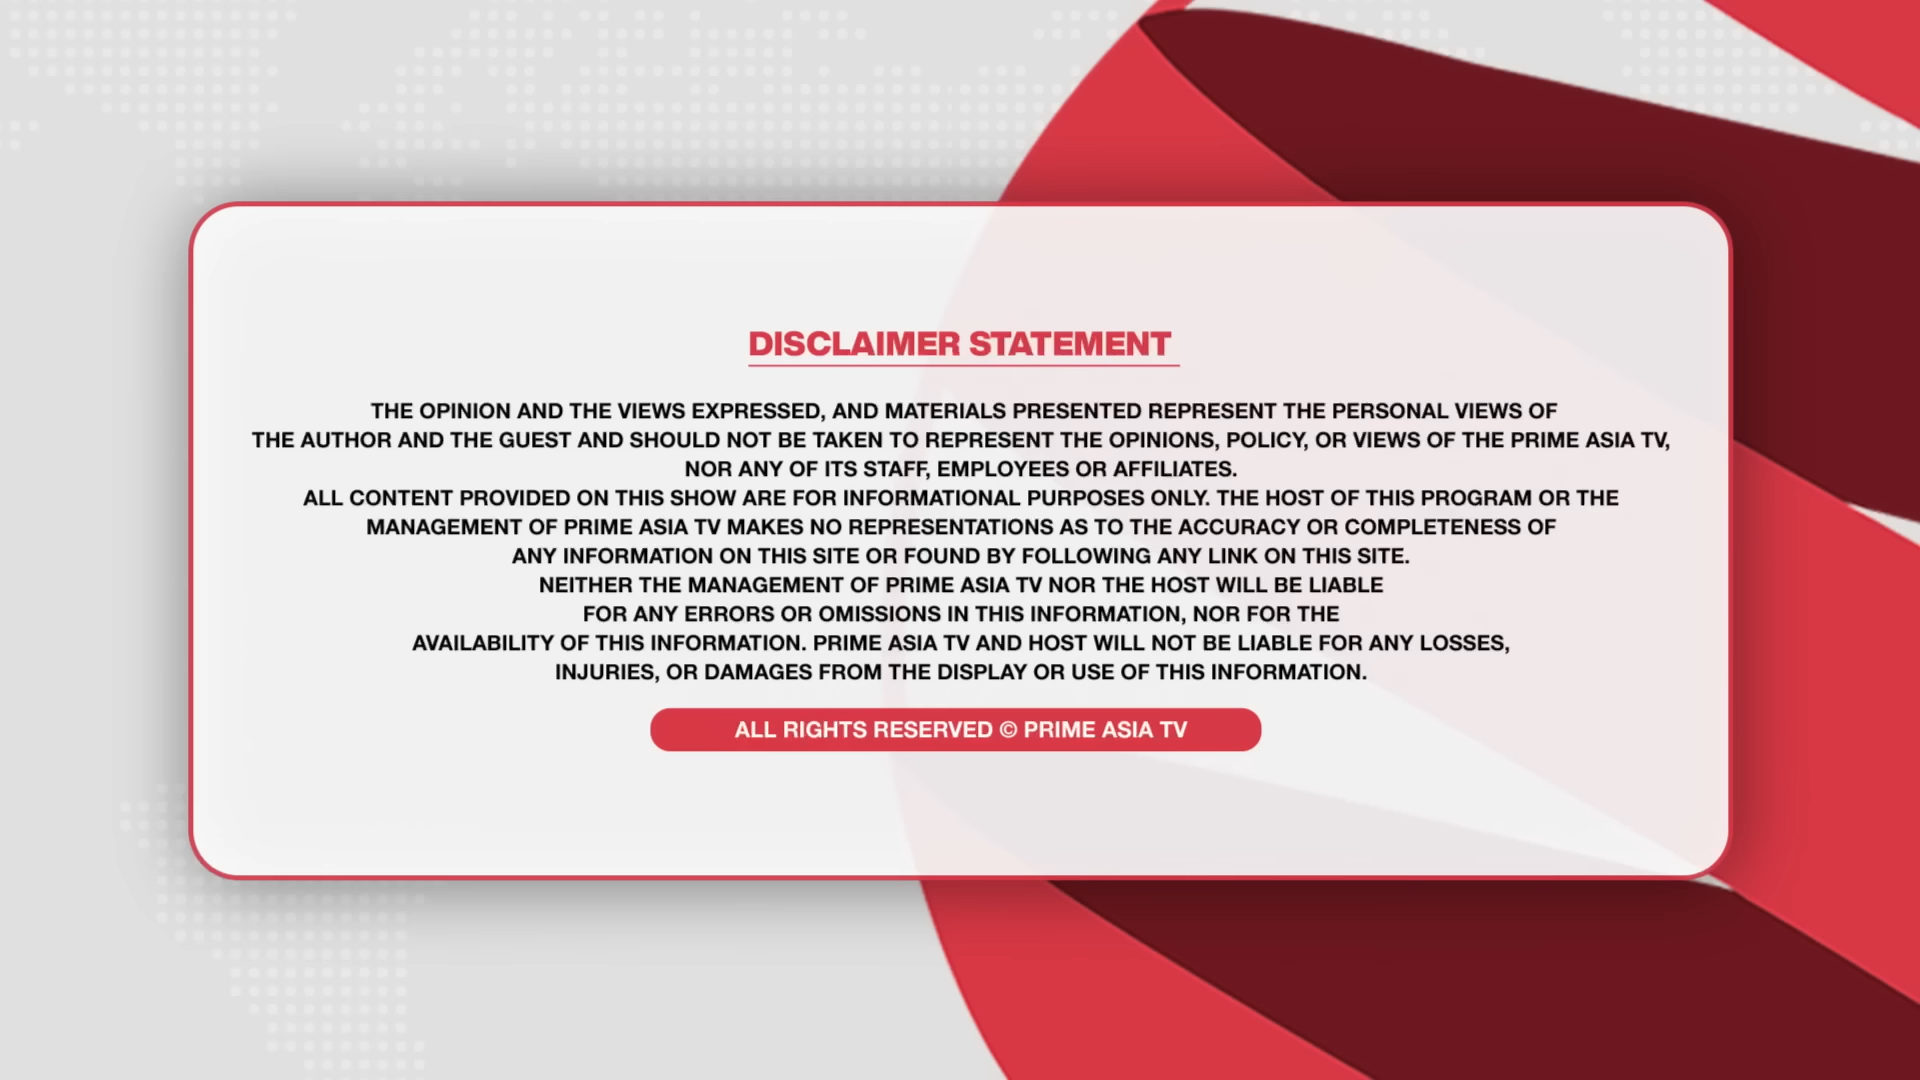 DISCLAIMER STATEMENT
THE OPINION AND THE VIEWS EXPRESSED, AND MATERIALS PRESENTED REPRESENT THE PERSONAL VIEWS OF
THE AUTHOR AND THE GUEST AND SHOULD NOT BE TAKEN TO REPRESENT THE OPINIONS, POLICY, OR VIEWS OF THE PRIME ASIA TV,
NOR ANY OF ITS STAFF, EMPLOYEES OR AFFILIATES.
ALL CONTENT PROVIDED ON THIS SHOW ARE FOR INFORMATIONAL PURPOSES ONLY. THE HOST OF THIS PROGRAM OR THE
MANAGEMENT OF PRIME ASIA TV MAKES NO REPRESENTATIONS AS TO THE ACCURACY OR COMPLETENESS OF
ANY INFORMATION ON THIS SITE OR FOUND BY FOLLOWING ANY LINK ON THIS SITE.
NEITHER THE MANAGEMENT OF PRIME ASIA TV NOR THE HOST WILL BE LIABLE
FOR ANY ERRORS OR OMISSIONS IN THIS INFORMATION, NOR FOR THE
AVAILABILITY OF THIS INFORMATION. PRIME ASIA TV AND HOST WILL NOT BE LIABLE FOR ANY LOSSES,
INJURIES, OR DAMAGES FROM THE DISPLAY OR USE OF THIS INFORMATION.
ALL RIGHTS RESERVED © PRIME ASIA TV